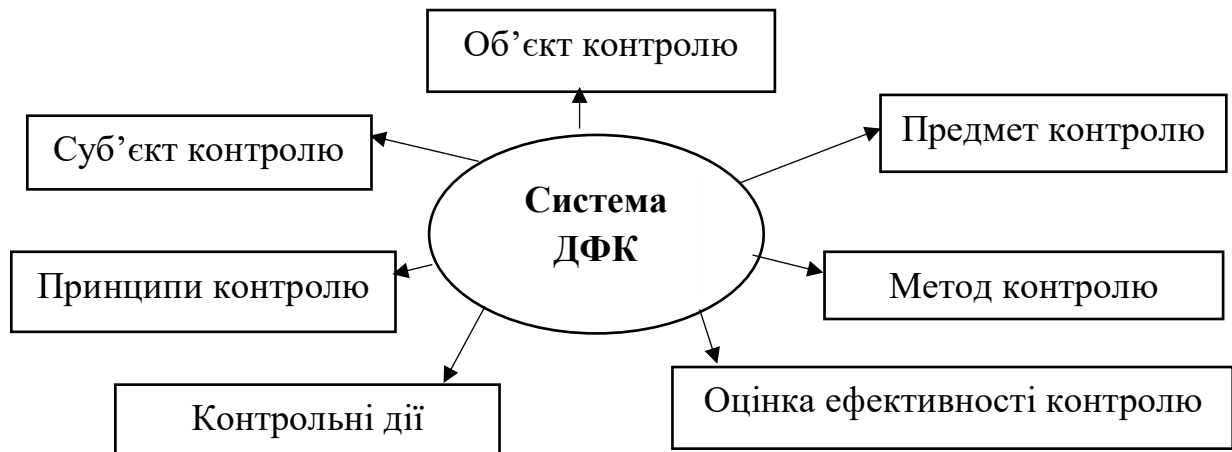 Об’єкт контролю
Суб’єкт контролю
Предмет контролю
Система
ДФК
Принципи контролю
Метод контролю
Контрольні дії
Оцінка ефективності контролю